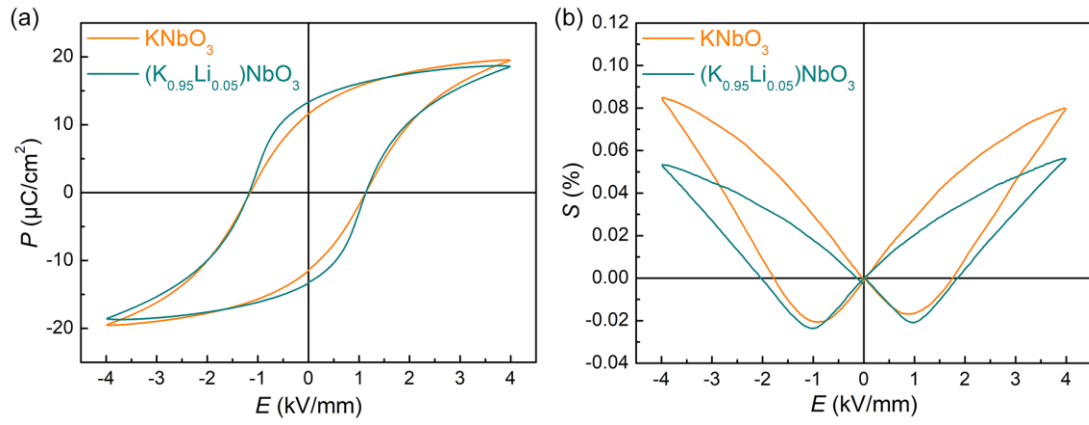 (a)
KNbO₃
(K₀.₉₅Li₀.₀₅)NbO₃
P (μC/cm²)
20
10
0
-10
-20
-4 -3 -2 -1 0 1 2 3 4
E (kV/mm)
(b)
KNbO₃
(K₀.₉₅Li₀.₀₅)NbO₃
S (%)
0.12
0.10
0.08
0.06
0.04
0.02
0.00
-0.02
-0.04
-4 -3 -2 -1 0 1 2 3 4
E (kV/mm)